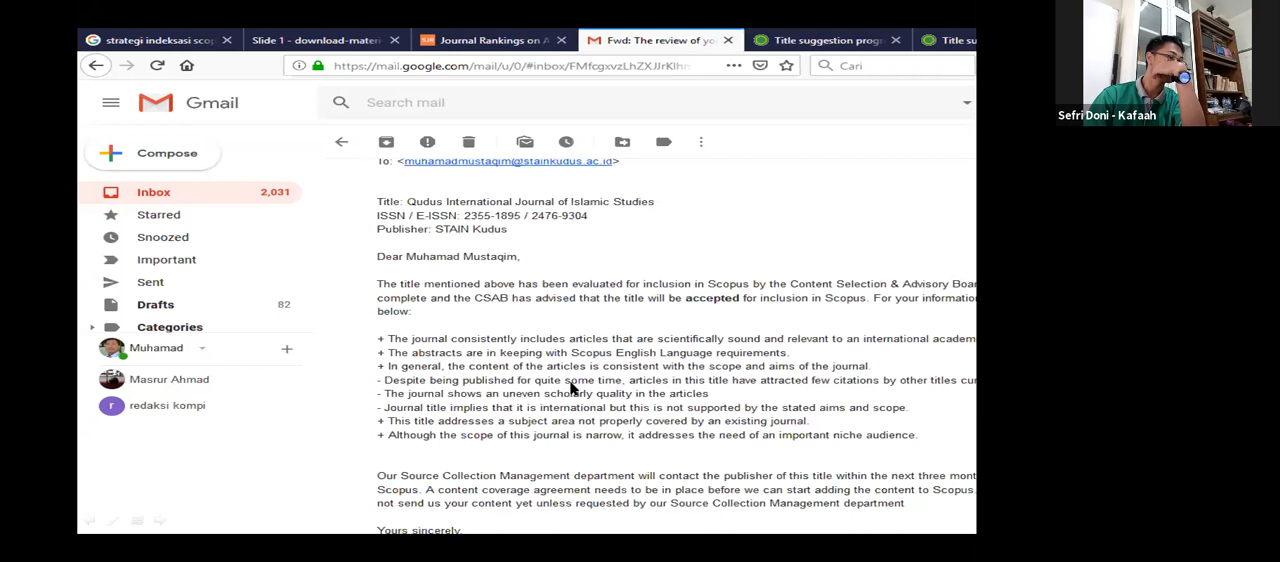 strategi indeksasi sco
Slide 1 - download-materi
SJR Journal Rankings on
Fwd: The review of yo
Title suggestion prog
Title su
https://mail.google.com/mail/u/0/#inbox/FMfcgxvzLhZXJJrKlhr
Cari
Gmail
Search mail
Compose
Inbox 2,031
Starred
Snoozed
Important
Sent
Drafts 82
Categories
Muhamad
Masrur Ahmad
r redaksi kompi
To: <muhamadmustaqim@stainkudus.ac.id>
Title: Qudus International Journal of Islamic Studies
ISSN / E-ISSN: 2355-1895 / 2476-9304
Publisher: STAIN Kudus
Dear Muhamad Mustaqim,
The title mentioned above has been evaluated for inclusion in Scopus by the Content Selection & Advisory Boar
complete and the CSAB has advised that the title will be accepted for inclusion in Scopus. For your information
below:
+ The journal consistently includes articles that are scientifically sound and relevant to an international academ
+ The abstracts are in keeping with Scopus English Language requirements.
+ In general, the content of the articles is consistent with the scope and aims of the journal.
- Despite being published for quite some time, articles in this title have attracted few citations by other titles cur
- The journal shows an uneven scholarly quality in the articles
- Journal title implies that it is international but this is not supported by the stated aims and scope.
+ This title addresses a subject area not properly covered by an existing journal.
+ Although the scope of this journal is narrow, it addresses the need of an important niche audience.
Our Source Collection Management department will contact the publisher of this title within the next three mont
Scopus. A content coverage agreement needs to be in place before we can start adding the content to Scopus.
not send us your content yet unless requested by our Source Collection Management department
Yours sincerely,
Sefri Doni - Kafaah